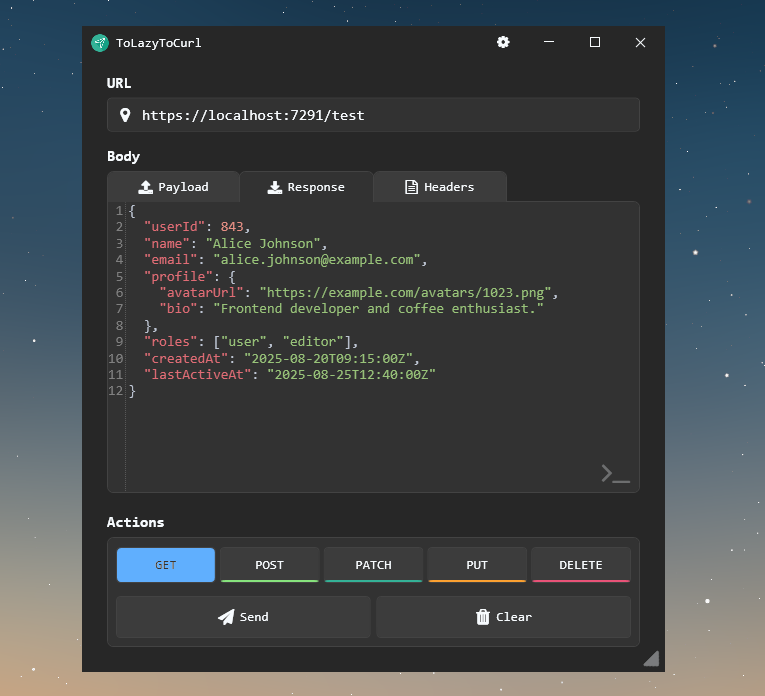 ToLazyToCurl
URL
https://localhost:7291/test
Body
Payload Response Headers
1 {
2 "userId": 843,
3 "name": "Alice Johnson",
4 "email": "alice.johnson@example.com",
5 "profile": {
6 "avatarUrl": "https://example.com/avatars/1023.png",
7 "bio": "Frontend developer and coffee enthusiast."
8 },
9 "roles": ["user", "editor"],
10 "createdAt": "2025-08-20T09:15:00Z",
11 "lastActiveAt": "2025-08-25T12:40:00Z"
12 }
Actions
GET POST PATCH PUT DELETE
Send Clear